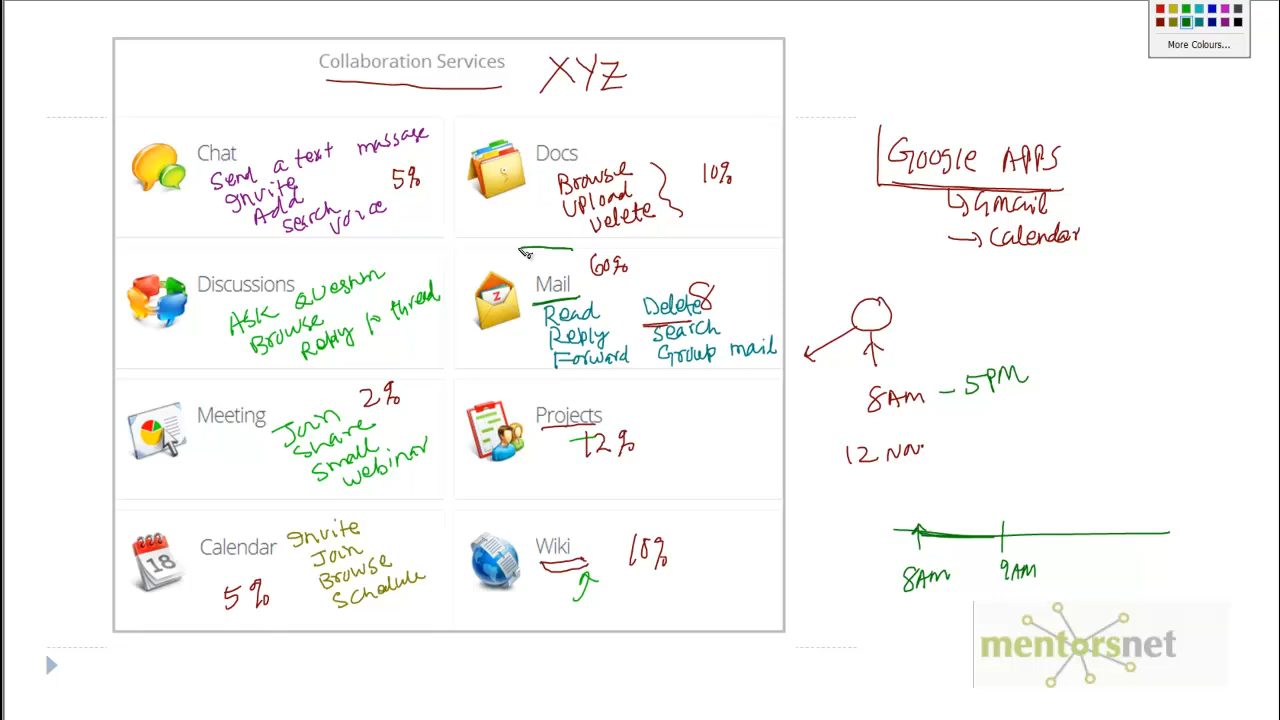 More Colours...
Collaboration Services XYZ
Chat
Send a text massage
Invite
Add
Search
Voice
5%
Docs
Browse
Upload
Delete
10%
Google APPS
Gmail
Calendar
Discussions
Ask Question
Browse
Reply to thread
60%
Mail
Read
Reply
Forward
Delete 8
Search
Group mail
Meeting
2%
Join
Share
Small
Webinar
Projects
2%
8AM - 5PM
12 Nov
Calendar
18
5%
Invite
Join
Browse
Schedule
Wiki
10%
8AM
9AM
mentorsnet